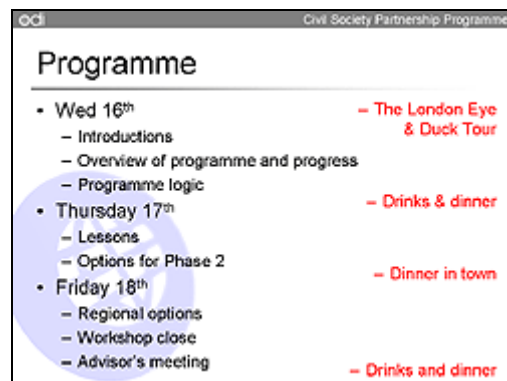 odi
Civil Society Partnership Programme
Programme
• Wed 16th
– Introductions
– Overview of programme and progress
– Programme logic
• Thursday 17th
– Lessons
– Options for Phase 2
• Friday 18th
– Regional options
– Workshop close
– Advisor's meeting
– The London Eye
& Duck Tour
– Drinks & dinner
– Dinner in town
– Drinks and dinner